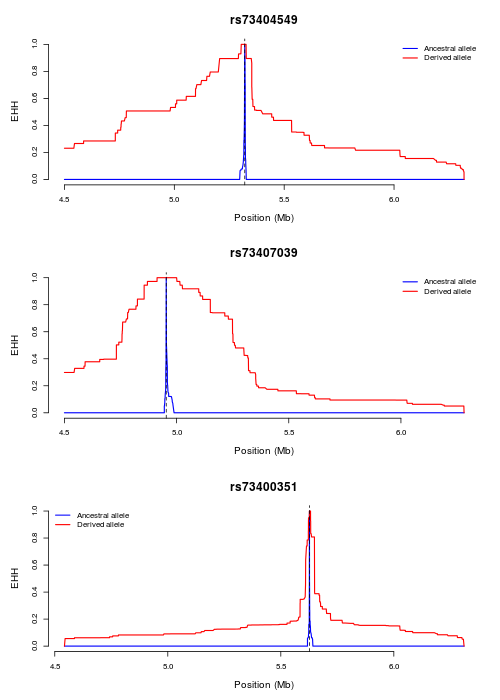 rs73404549
Ancestral allele
Derived allele
EHH
0.0 0.2 0.4 0.6 0.8 1.0
4.5 5.0 5.5 6.0
Position (Mb)
rs73407039
Ancestral allele
Derived allele
EHH
0.0 0.2 0.4 0.6 0.8 1.0
4.5 5.0 5.5 6.0
Position (Mb)
rs73400351
Ancestral allele
Derived allele
EHH
0.0 0.2 0.4 0.6 0.8 1.0
4.5 5.0 5.5 6.0
Position (Mb)